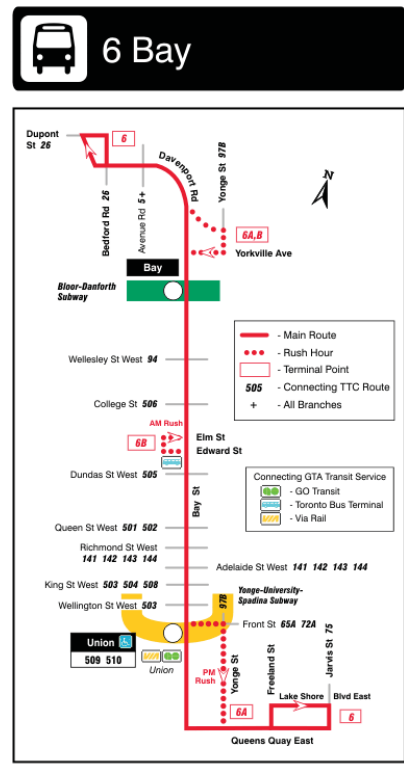 6 Bay
Dupont
St 26
6
Davenport Rd
Yonge St 97B
N
Bedford Rd 26
Avenue Rd 5+
6A,B
Yorkville Ave
Bay
Bloor-Danforth
Subway
- Main Route
- Rush Hour
- Terminal Point
505 - Connecting TTC Route
+ - All Branches
Wellesley St West 94
College St 506
AM Rush
6B
Elm St
Edward St
Dundas St West 505
Bay St
Connecting GTA Transit Service
- GO Transit
- Toronto Bus Terminal
- Via Rail
Queen St West 501 502
Richmond St West
141 142 143 144
Adelaide St West 141 142 143 144
King St West 503 504 508
Yonge-University-
Spadina Subway
97B
Wellington St West 503
Front St 65A 72A
Union
509 510
Union
PM
Rush
Yonge St
Freeland St
Jarvis St 75
Lake Shore Blvd East
6A
6
Queens Quay East